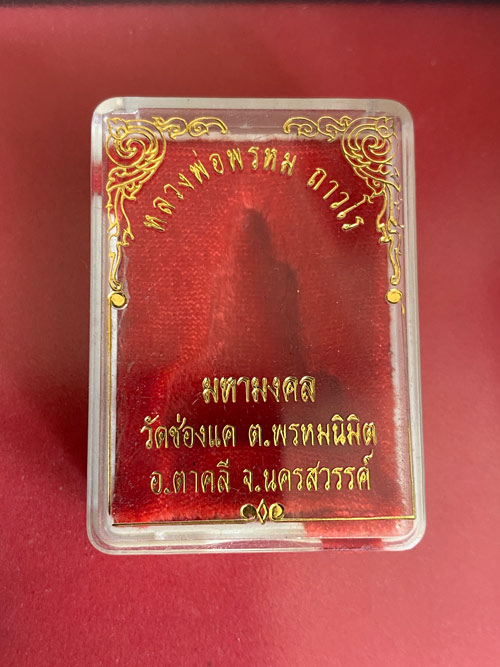 หลวงพ่อพรหม ถาวโร
มหามงคล
วัดช่องแค ต.พรหมนิมิต
อ.ตาคลี จ.นครสวรรค์